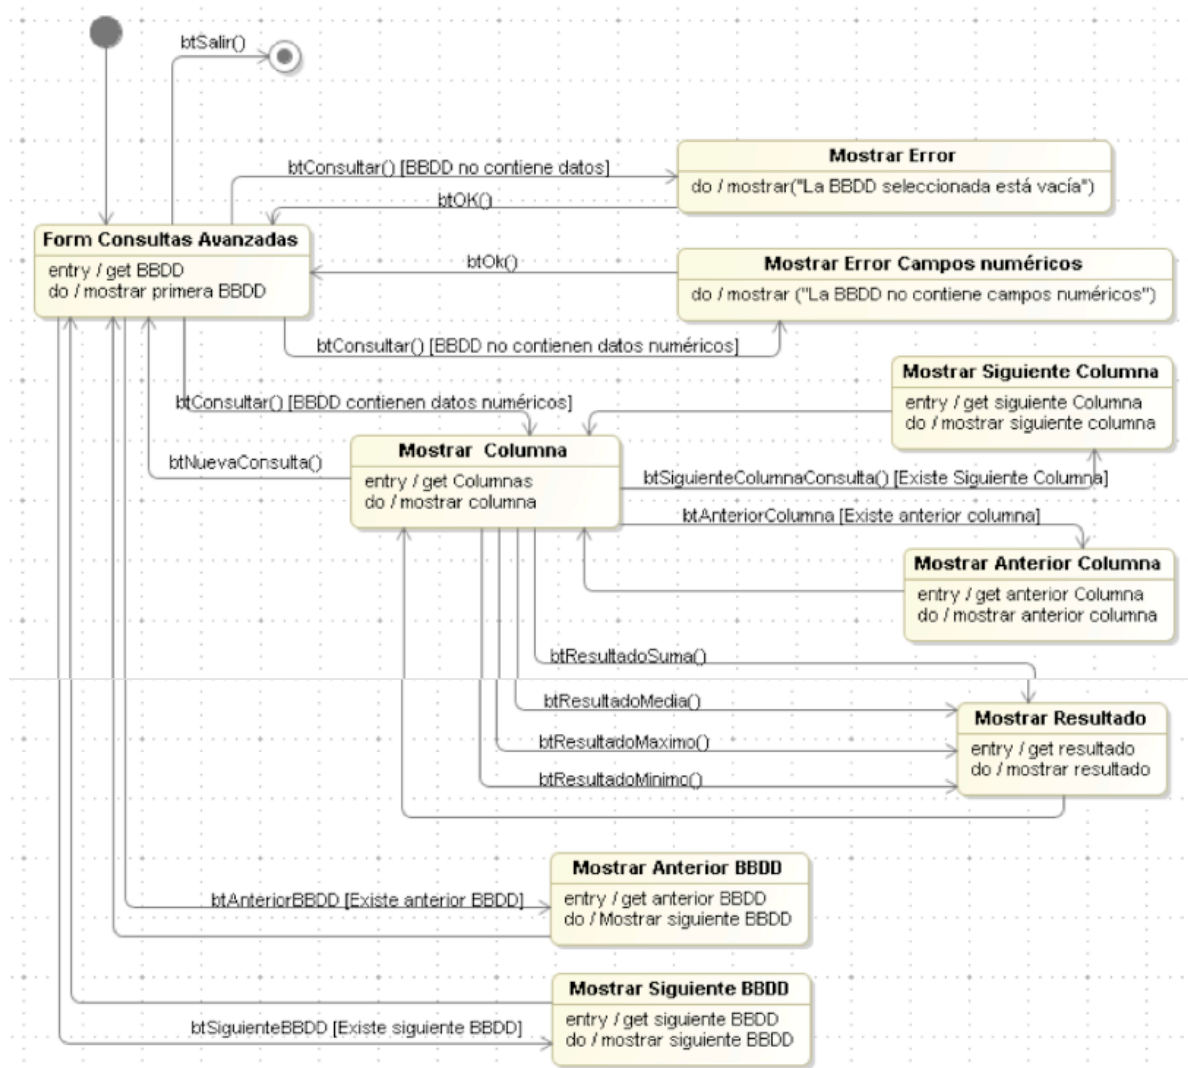 btSalir()
btConsultar() [BBDD no contiene datos]
Mostrar Error
do / mostrar("La BBDD seleccionada está vacía")
btOK()
Form Consultas Avanzadas
entry / get BBDD
do / mostrar primera BBDD
btOk()
Mostrar Error Campos numéricos
do / mostrar ("La BBDD no contiene campos numéricos")
btConsultar() [BBDD no contienen datos numéricos]
Mostrar Siguiente Columna
entry / get siguiente Columna
do / mostrar siguiente columna
btConsultar() [BBDD contienen datos numéricos]
Mostrar Columna
entry / get Columnas
do / mostrar columna
btNuevaConsulta()
btSiguienteColumnaConsulta() [Existe Siguiente Columna]
btAnteriorColumna [Existe anterior columna]
Mostrar Anterior Columna
entry / get anterior Columna
do / mostrar anterior columna
btResultadoSuma()
btResultadoMedia()
btResultadoMaximo()
btResultadoMinimo()
Mostrar Resultado
entry / get resultado
do / mostrar resultado
Mostrar Anterior BBDD
entry / get anterior BBDD
do / Mostrar siguiente BBDD
btAnteriorBBDD [Existe anterior BBDD]
Mostrar Siguiente BBDD
entry / get siguiente BBDD
do / mostrar siguiente BBDD
btSiguienteBBDD [Existe siguiente BBDD]